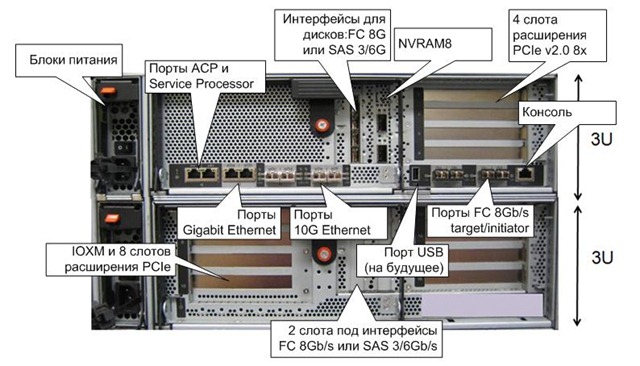 Интерфейсы для
дисков:FC 8G
или SAS 3/6G
NVRAM8
4 слота
расширения
PCIe v2.0 8x
Блоки питания
Порты ACP и
Service Processor
Консоль
3U
Порты
Gigabit Ethernet
Порты
10G Ethernet
Порты FC 8Gb/s
target/initiator
IOXM и 8 слотов
расширения PCIe
Порт USB
(на будущее)
3U
2 слота под интерфейсы
FC 8Gb/s или SAS 3/6Gb/s